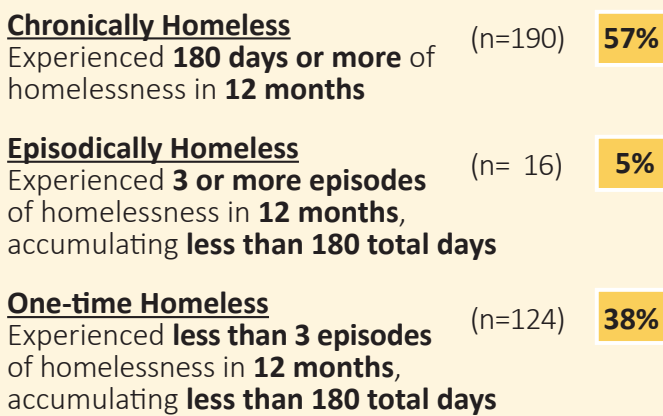 Chronically Homeless (n=190) 57%
Experienced 180 days or more of
homelessness in 12 months
Episodically Homeless (n= 16) 5%
Experienced 3 or more episodes
of homelessness in 12 months,
accumulating less than 180 total days
One-time Homeless (n=124) 38%
Experienced less than 3 episodes
of homelessness in 12 months,
accumulating less than 180 total days